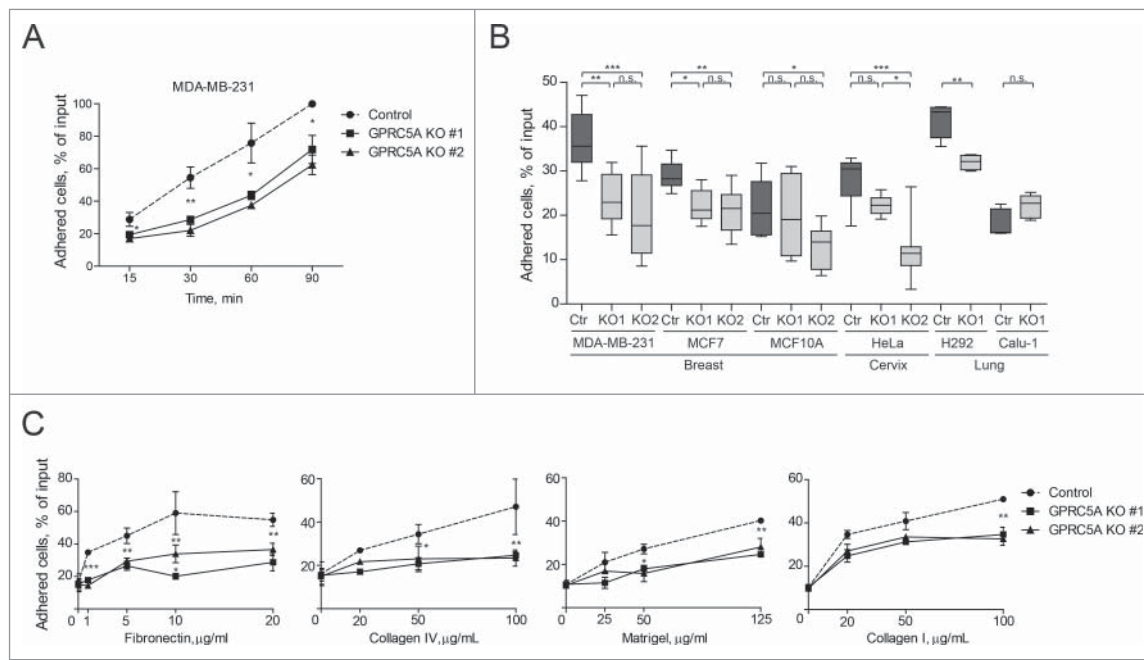 A
MDA-MB-231
Adhered cells, % of input
100
80
60
40
20
0
15 30 60 90
Time, min
Control
GPRC5A KO #1
GPRC5A KO #2
*
**
*
*
B
*** ** * ***
** n.s. * n.s. n.s. n.s. n.s. * ** n.s.
Adhered cells, % of input
50
40
30
20
10
0
Ctr KO1 KO2 Ctr KO1 KO2 Ctr KO1 KO2 Ctr KO1 KO2 Ctr KO1 Ctr KO1
MDA-MB-231 MCF7 MCF10A HeLa H292 Calu-1
Breast Cervix Lung
C
Adhered cells, % of input
80
60
40
20
0 1 5 10 20
Fibronectin,µg/ml
***
**
**
*
**
60
40
20
0
0 20 50 100
Collagen IV,µg/mL
*
**
60
40
20
0
0 25 50 125
Matrigel, µg/ml
*
**
60
40
20
0
0 20 50 100
Collagen I, µg/mL
**
Control
GPRC5A KO #1
GPRC5A KO #2